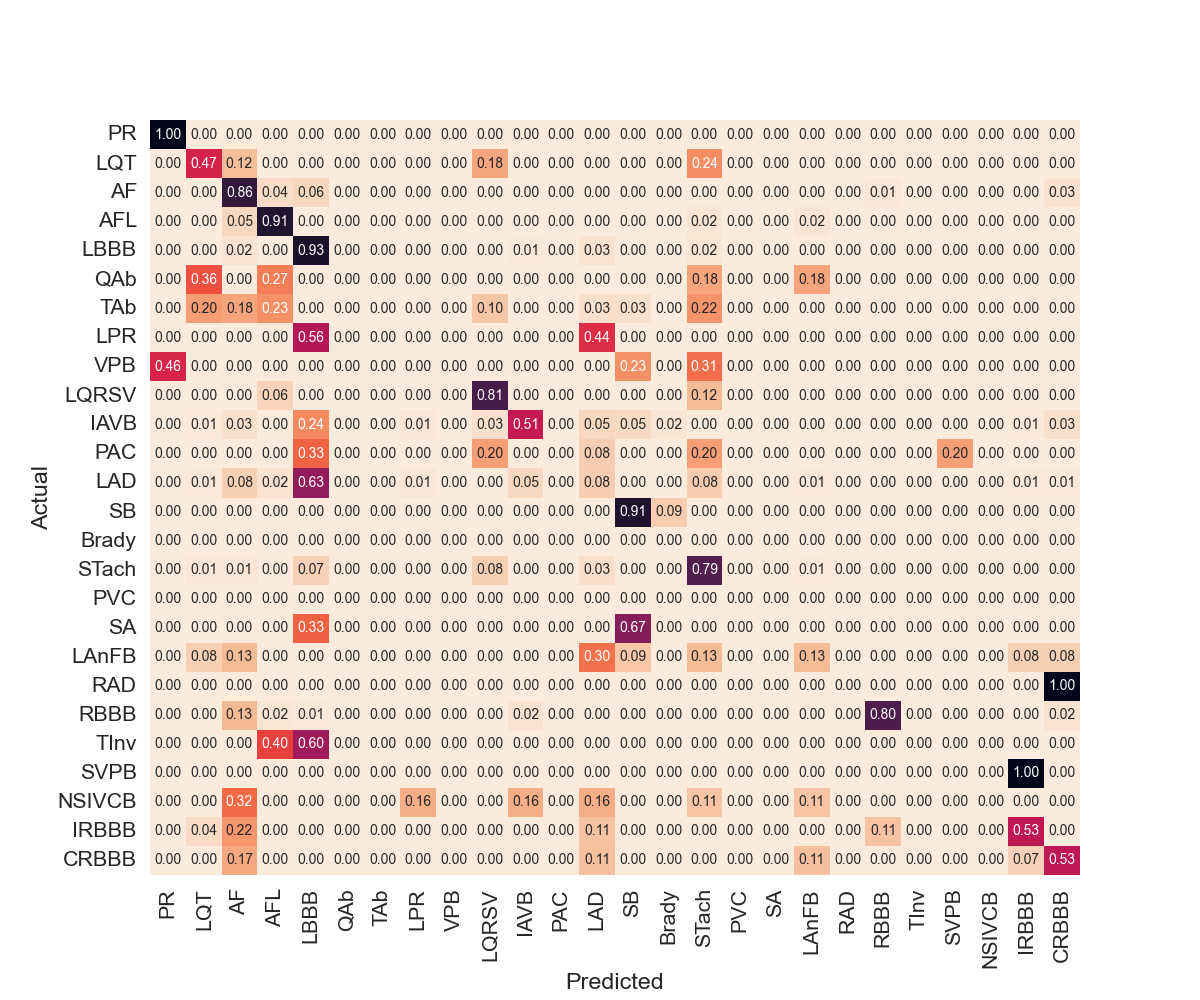 PR 1.00 0.00 0.00 0.00 0.00 0.00 0.00 0.00 0.00 0.00 0.00 0.00 0.00 0.00 0.00 0.00 0.00 0.00 0.00 0.00 0.00 0.00 0.00 0.00 0.00 0.00
LQT 0.00 0.47 0.12 0.00 0.00 0.00 0.00 0.00 0.00 0.18 0.00 0.00 0.00 0.00 0.00 0.24 0.00 0.00 0.00 0.00 0.00 0.00 0.00 0.00 0.00 0.00
AF 0.00 0.00 0.86 0.04 0.06 0.00 0.00 0.00 0.00 0.00 0.00 0.00 0.00 0.00 0.00 0.00 0.00 0.00 0.00 0.00 0.01 0.00 0.00 0.00 0.00 0.03
AFL 0.00 0.00 0.05 0.91 0.00 0.00 0.00 0.00 0.00 0.00 0.00 0.00 0.00 0.00 0.00 0.02 0.00 0.00 0.02 0.00 0.00 0.00 0.00 0.00 0.00 0.00
LBBB 0.00 0.00 0.02 0.00 0.93 0.00 0.00 0.00 0.00 0.00 0.01 0.00 0.03 0.00 0.00 0.02 0.00 0.00 0.00 0.00 0.00 0.00 0.00 0.00 0.00 0.00
QAb 0.00 0.36 0.00 0.27 0.00 0.00 0.00 0.00 0.00 0.00 0.00 0.00 0.00 0.00 0.00 0.18 0.00 0.00 0.18 0.00 0.00 0.00 0.00 0.00 0.00 0.00
TAb 0.00 0.20 0.18 0.23 0.00 0.00 0.00 0.00 0.00 0.10 0.00 0.00 0.03 0.03 0.00 0.22 0.00 0.00 0.00 0.00 0.00 0.00 0.00 0.00 0.00 0.00
LPR 0.00 0.00 0.00 0.00 0.56 0.00 0.00 0.00 0.00 0.00 0.00 0.00 0.44 0.00 0.00 0.00 0.00 0.00 0.00 0.00 0.00 0.00 0.00 0.00 0.00 0.00
VPB 0.46 0.00 0.00 0.00 0.00 0.00 0.00 0.00 0.00 0.00 0.00 0.00 0.00 0.23 0.00 0.31 0.00 0.00 0.00 0.00 0.00 0.00 0.00 0.00 0.00 0.00
LQRSV 0.00 0.00 0.00 0.06 0.00 0.00 0.00 0.00 0.00 0.81 0.00 0.00 0.00 0.00 0.00 0.12 0.00 0.00 0.00 0.00 0.00 0.00 0.00 0.00 0.00 0.00
IAVB 0.00 0.01 0.03 0.00 0.24 0.00 0.00 0.01 0.00 0.03 0.51 0.00 0.05 0.05 0.02 0.00 0.00 0.00 0.00 0.00 0.00 0.00 0.00 0.00 0.01 0.03
PAC 0.00 0.00 0.00 0.00 0.33 0.00 0.00 0.00 0.00 0.20 0.00 0.00 0.08 0.00 0.00 0.20 0.00 0.00 0.00 0.00 0.00 0.00 0.20 0.00 0.00 0.00
LAD 0.00 0.01 0.08 0.02 0.63 0.00 0.00 0.01 0.00 0.00 0.05 0.00 0.08 0.00 0.00 0.08 0.00 0.00 0.01 0.00 0.00 0.00 0.00 0.00 0.01 0.01
SB 0.00 0.00 0.00 0.00 0.00 0.00 0.00 0.00 0.00 0.00 0.00 0.00 0.00 0.91 0.09 0.00 0.00 0.00 0.00 0.00 0.00 0.00 0.00 0.00 0.00 0.00
Brady 0.00 0.00 0.00 0.00 0.00 0.00 0.00 0.00 0.00 0.00 0.00 0.00 0.00 0.00 0.00 0.00 0.00 0.00 0.00 0.00 0.00 0.00 0.00 0.00 0.00 0.00
STach 0.00 0.01 0.01 0.00 0.07 0.00 0.00 0.00 0.00 0.08 0.00 0.00 0.03 0.00 0.00 0.79 0.00 0.00 0.01 0.00 0.00 0.00 0.00 0.00 0.00 0.00
PVC 0.00 0.00 0.00 0.00 0.00 0.00 0.00 0.00 0.00 0.00 0.00 0.00 0.00 0.00 0.00 0.00 0.00 0.00 0.00 0.00 0.00 0.00 0.00 0.00 0.00 0.00
SA 0.00 0.00 0.00 0.00 0.33 0.00 0.00 0.00 0.00 0.00 0.00 0.00 0.00 0.67 0.00 0.00 0.00 0.00 0.00 0.00 0.00 0.00 0.00 0.00 0.00 0.00
LAnFB 0.00 0.08 0.13 0.00 0.00 0.00 0.00 0.00 0.00 0.00 0.00 0.00 0.30 0.09 0.00 0.13 0.00 0.00 0.13 0.00 0.00 0.00 0.00 0.00 0.08 0.08
RAD 0.00 0.00 0.00 0.00 0.00 0.00 0.00 0.00 0.00 0.00 0.00 0.00 0.00 0.00 0.00 0.00 0.00 0.00 0.00 0.00 0.00 0.00 0.00 0.00 0.00 1.00
RBBB 0.00 0.00 0.13 0.02 0.01 0.00 0.00 0.00 0.00 0.00 0.02 0.00 0.00 0.00 0.00 0.00 0.00 0.00 0.00 0.00 0.80 0.00 0.00 0.00 0.00 0.02
TInv 0.00 0.00 0.00 0.40 0.60 0.00 0.00 0.00 0.00 0.00 0.00 0.00 0.00 0.00 0.00 0.00 0.00 0.00 0.00 0.00 0.00 0.00 0.00 0.00 0.00 0.00
SVPB 0.00 0.00 0.00 0.00 0.00 0.00 0.00 0.00 0.00 0.00 0.00 0.00 0.00 0.00 0.00 0.00 0.00 0.00 0.00 0.00 0.00 0.00 0.00 0.00 1.00 0.00
NSIVCB 0.00 0.00 0.32 0.00 0.00 0.00 0.00 0.16 0.00 0.00 0.16 0.00 0.16 0.00 0.00 0.11 0.00 0.00 0.11 0.00 0.00 0.00 0.00 0.00 0.00 0.00
IRBBB 0.00 0.04 0.22 0.00 0.00 0.00 0.00 0.00 0.00 0.00 0.00 0.00 0.11 0.00 0.00 0.00 0.00 0.00 0.00 0.00 0.11 0.00 0.00 0.00 0.53 0.00
CRBBB 0.00 0.00 0.17 0.00 0.00 0.00 0.00 0.00 0.00 0.00 0.00 0.00 0.11 0.00 0.00 0.00 0.00 0.00 0.11 0.00 0.00 0.00 0.00 0.00 0.07 0.53
Actual
PR LQT AF AFL LBBB QAb TAb LPR VPB LQRSV IAVB PAC LAD SB Brady STach PVC SA LAnFB RAD RBBB TInv SVPB NSIVCB IRBBB CRBBB
Predicted